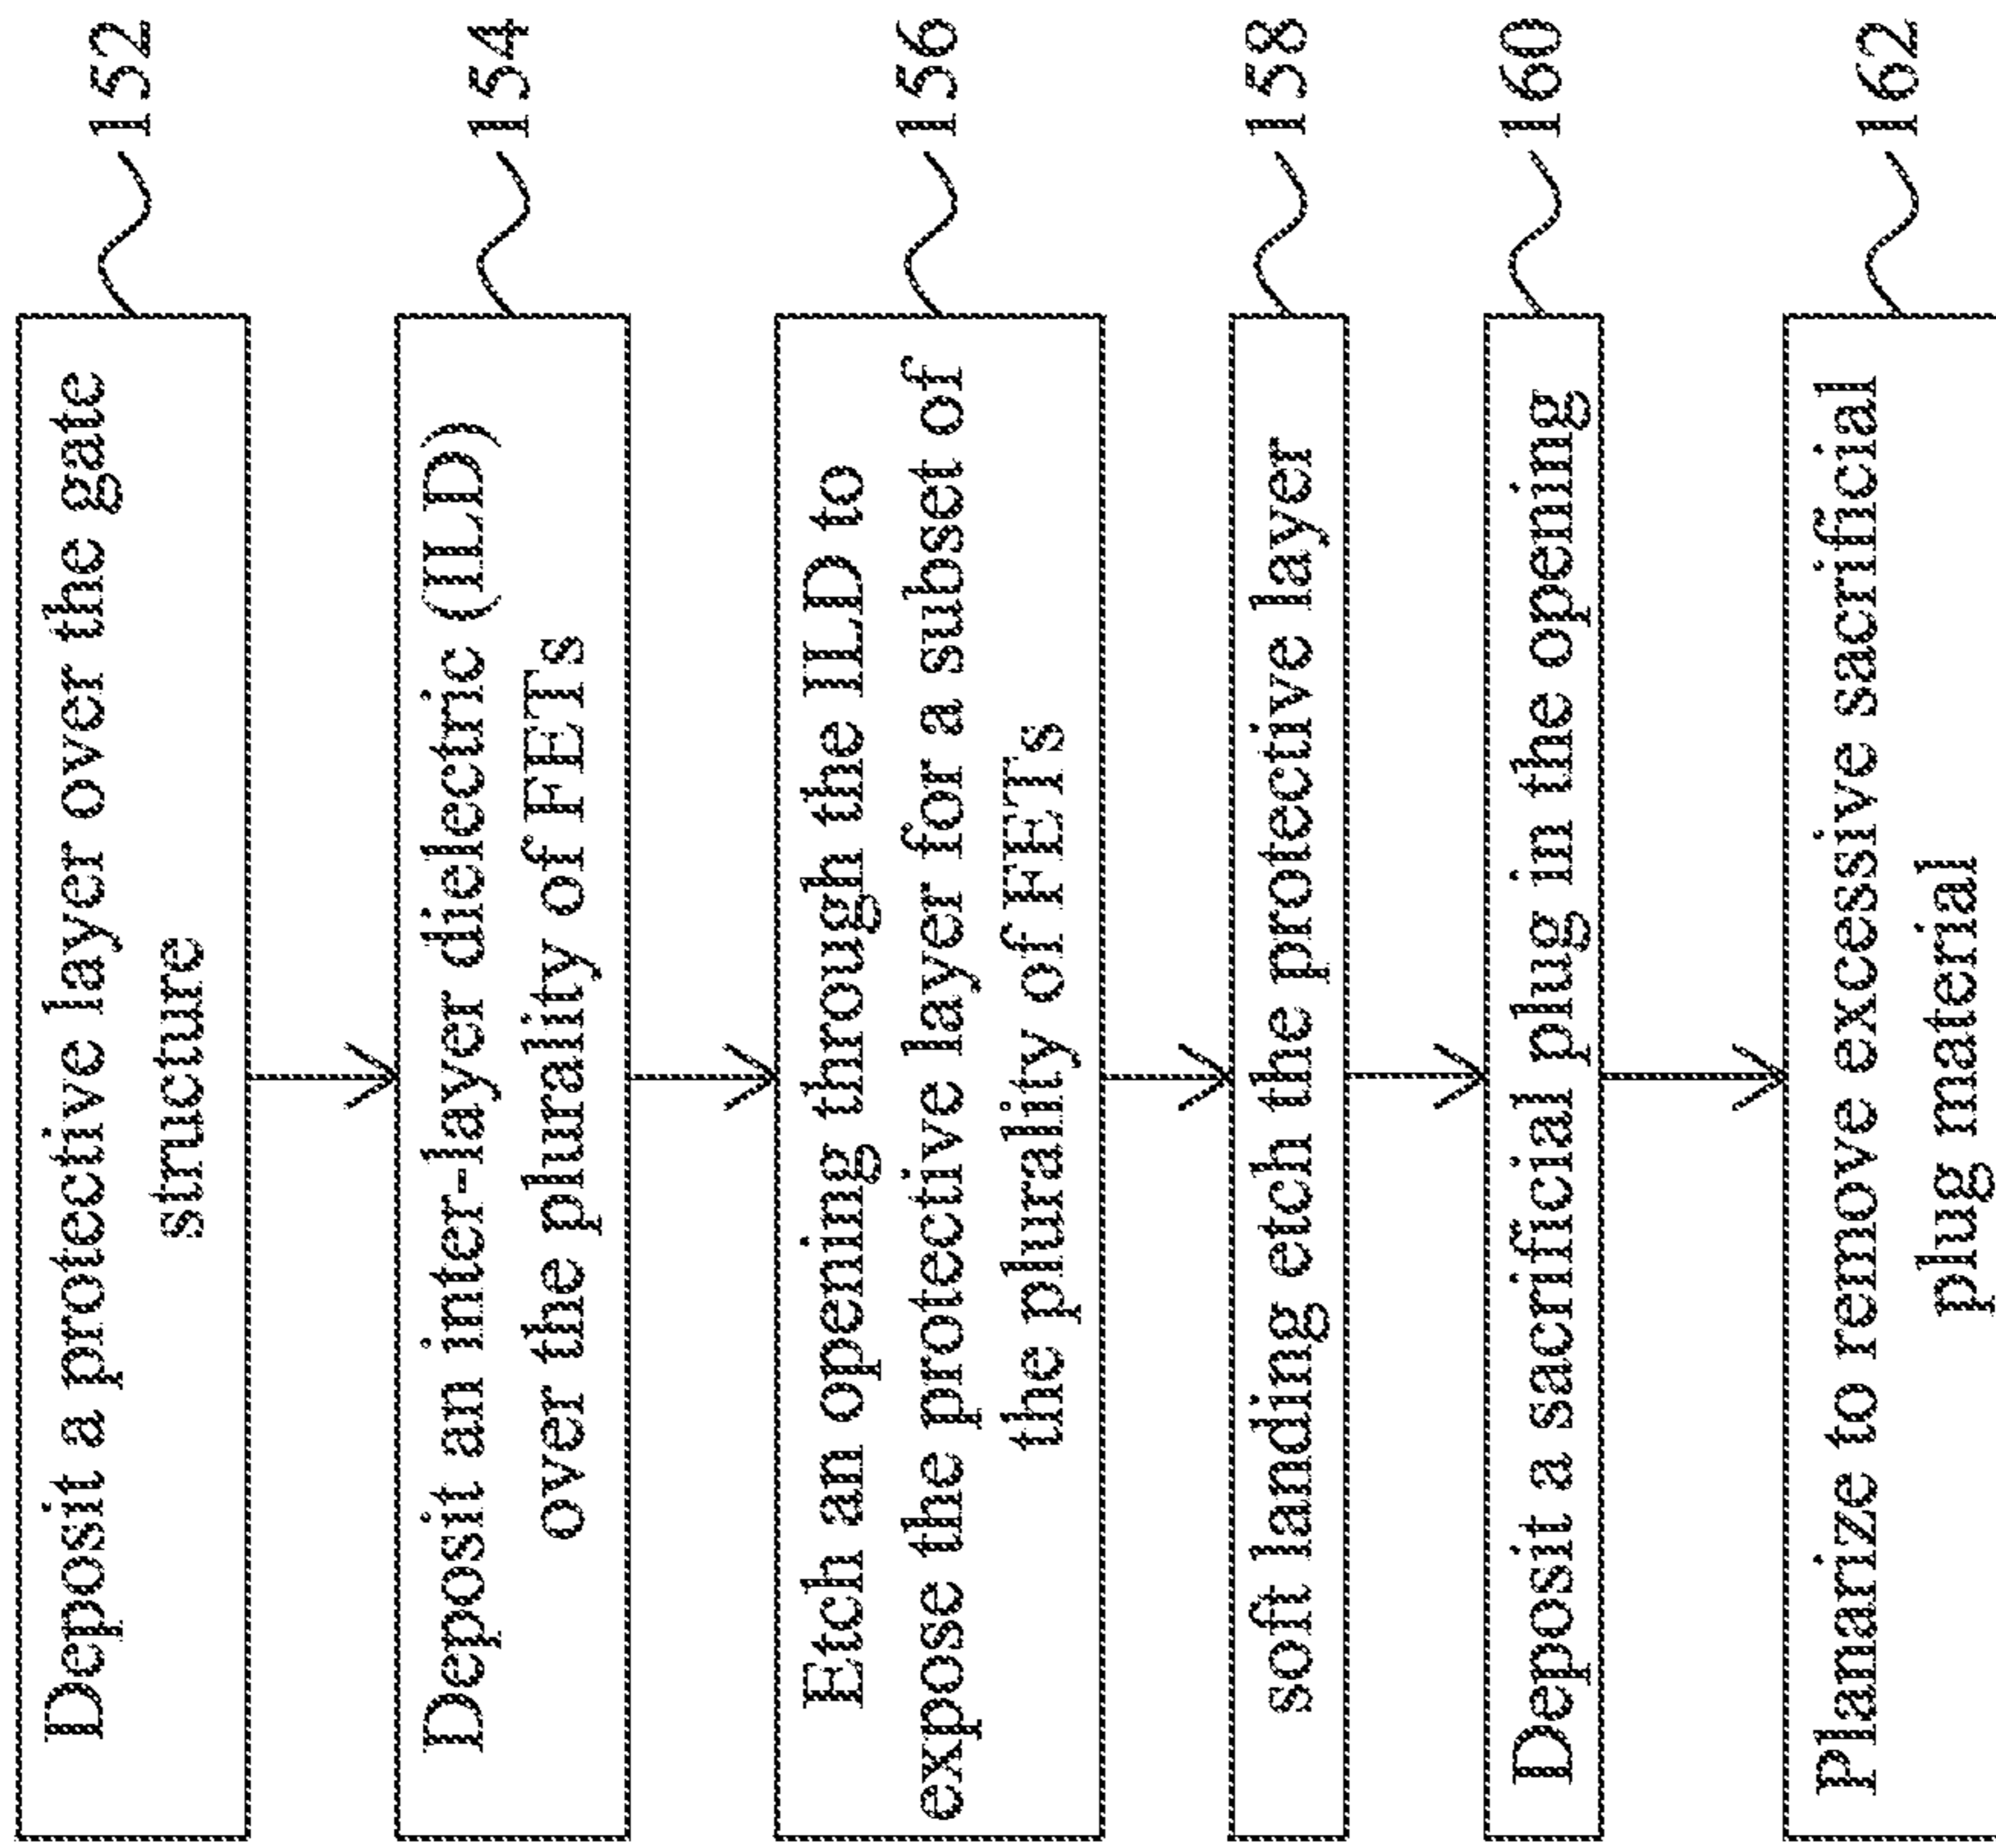 Deposit a protective layer over the gate
structure
152
Deposit an inter-layer dielectric (ILD)
over the plurality of FETs
154
Etch an opening through the ILD to
expose the protective layer for a subset of
the plurality of FETs
156
soft landing etch the protective layer
158
Deposit a sacrificial plug in the opening
160
Planarize to remove excessive sacrificial
plug material
162